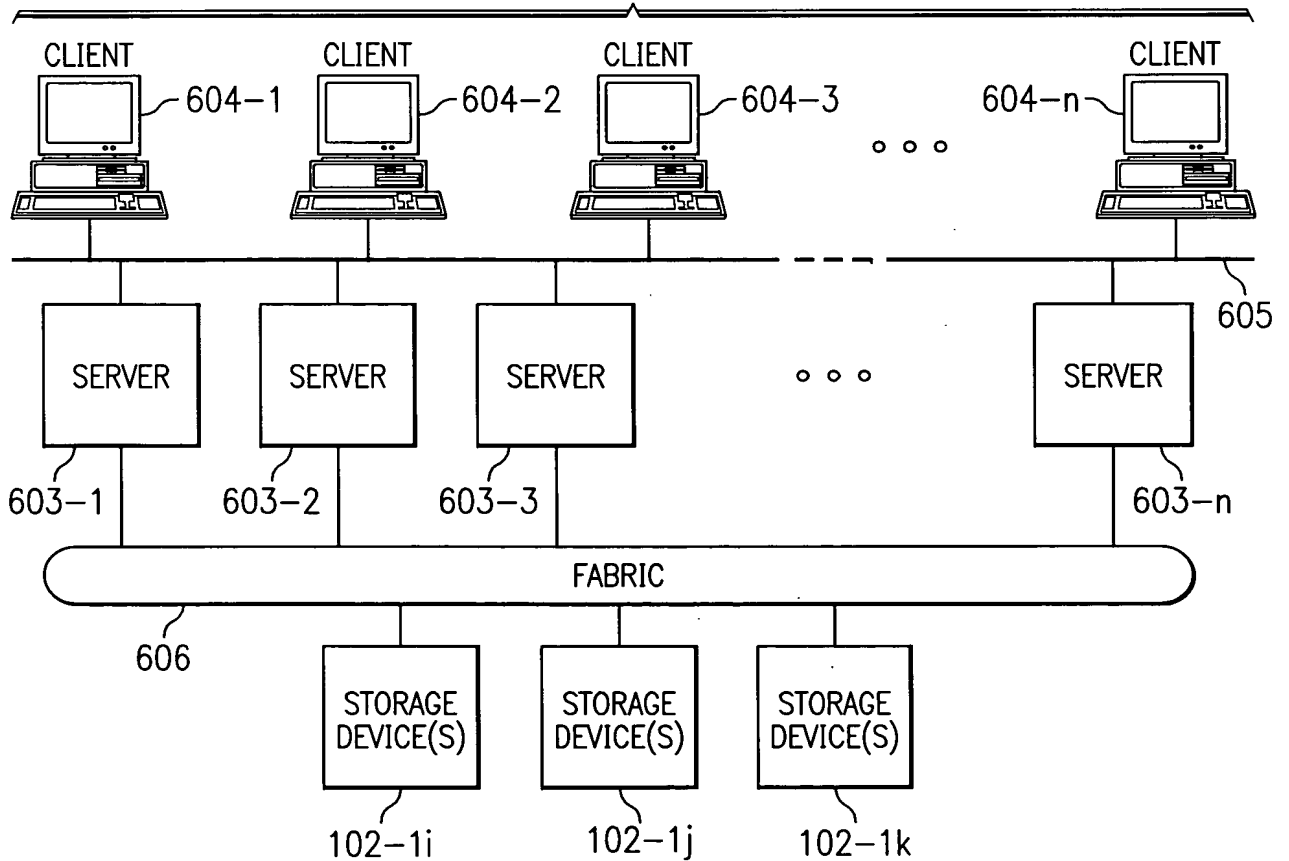 CLIENT
CLIENT
CLIENT
CLIENT
604-1
604-2
604-3
604-n
605
SERVER
SERVER
SERVER
SERVER
603-1
603-2
603-3
603-n
FABRIC
606
STORAGE
DEVICE(S)
STORAGE
DEVICE(S)
STORAGE
DEVICE(S)
102-1i
102-1j
102-1k